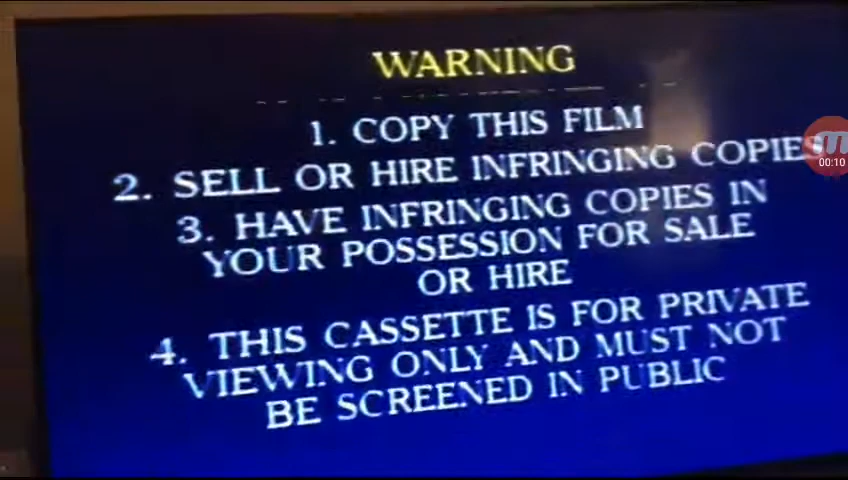 WARNING
1. COPY THIS FILM
2. SELL OR HIRE INFRINGING COPIES
3. HAVE INFRINGING COPIES IN
YOUR POSSESSION FOR SALE
OR HIRE
4. THIS CASSETTE IS FOR PRIVATE
VIEWING ONLY AND MUST NOT
BE SCREENED IN PUBLIC
00:10